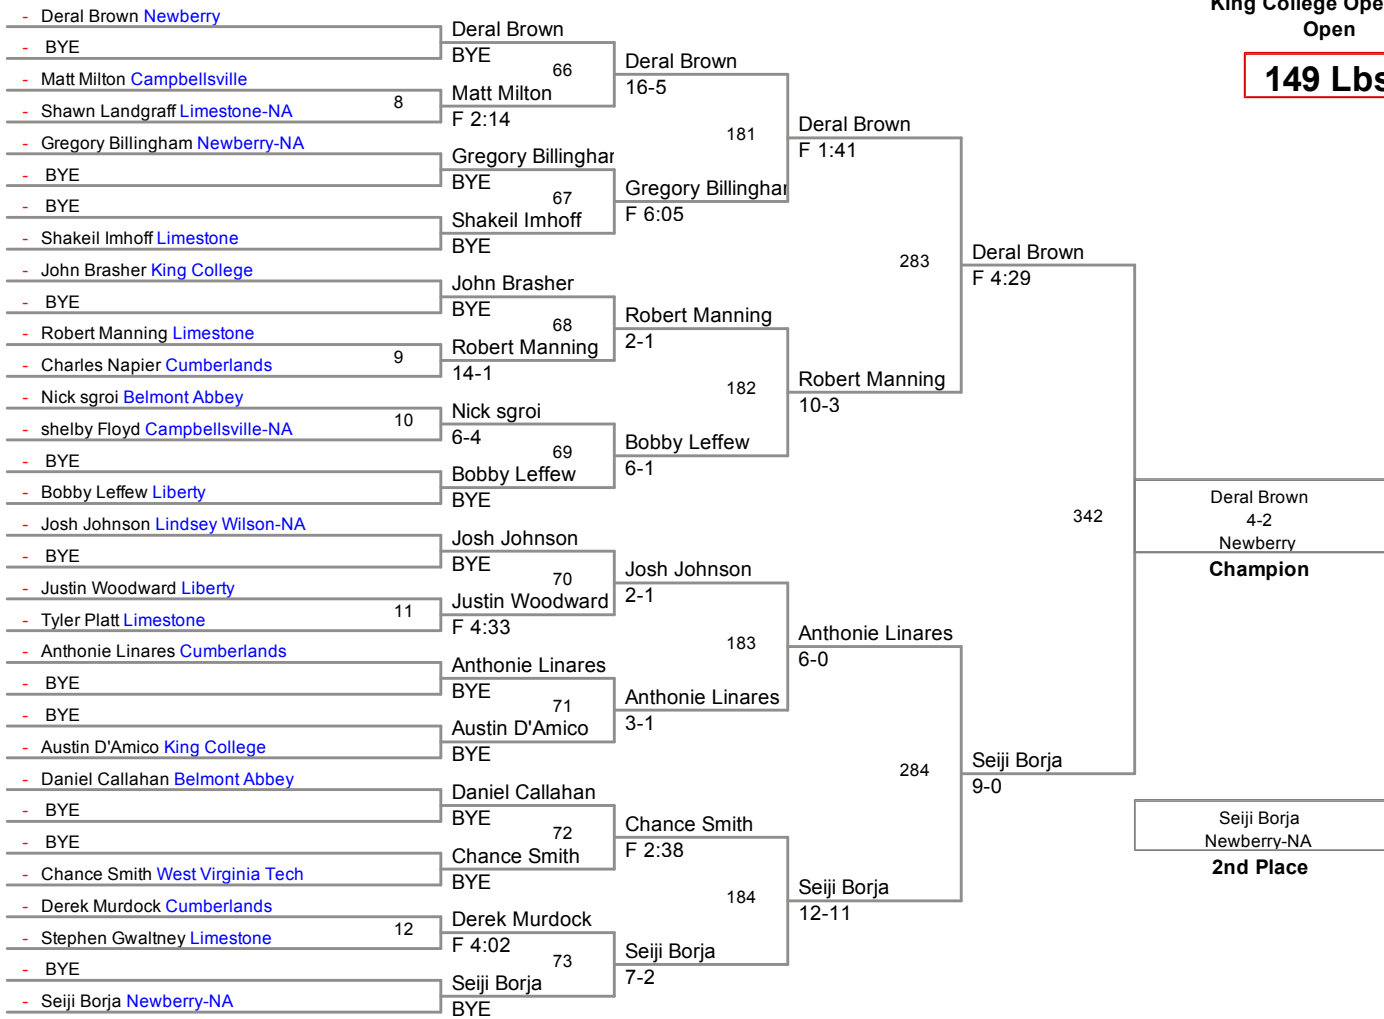 King College Ope
Open
149 Lbs
- Deral Brown Newberry
- BYE
- Matt Milton Campbellsville
- Shawn Landgraff Limestone-NA
- Gregory Billingham Newberry-NA
- BYE
- BYE
- Shakeil Imhoff Limestone
- John Brasher King College
- BYE
- Robert Manning Limestone
- Charles Napier Cumberlands
- Nick sgroi Belmont Abbey
- shelby Floyd Campbellsville-NA
- BYE
- Bobby Leffew Liberty
- Josh Johnson Lindsey Wilson-NA
- BYE
- Justin Woodward Liberty
- Tyler Platt Limestone
- Anthonie Linares Cumberlands
- BYE
- BYE
- Austin D'Amico King College
- Daniel Callahan Belmont Abbey
- BYE
- BYE
- Chance Smith West Virginia Tech
- Derek Murdock Cumberlands
- Stephen Gwaltney Limestone
- BYE
- Seiji Borja Newberry-NA
8
9
10
11
12
Deral Brown
BYE
66
Matt Milton
F 2:14
Gregory Billinghar
BYE
67
Shakeil Imhoff
BYE
John Brasher
BYE
68
Robert Manning
14-1
Nick sgroi
6-4
69
Bobby Leffew
BYE
Josh Johnson
BYE
70
Justin Woodward
F 4:33
Anthonie Linares
BYE
71
Austin D'Amico
BYE
Daniel Callahan
BYE
72
Chance Smith
BYE
Derek Murdock
F 4:02
73
Seiji Borja
BYE
Deral Brown
16-5
181
Gregory Billinghar
F 6:05
Robert Manning
2-1
182
Bobby Leffew
6-1
Josh Johnson
2-1
183
Anthonie Linares
3-1
Chance Smith
F 2:38
184
Seiji Borja
7-2
Deral Brown
F 1:41
283
Robert Manning
10-3
Anthonie Linares
6-0
284
Seiji Borja
12-11
Deral Brown
F 4:29
342
Seiji Borja
9-0
Deral Brown
4-2
Newberry
Champion
Seiji Borja
Newberry-NA
2nd Place